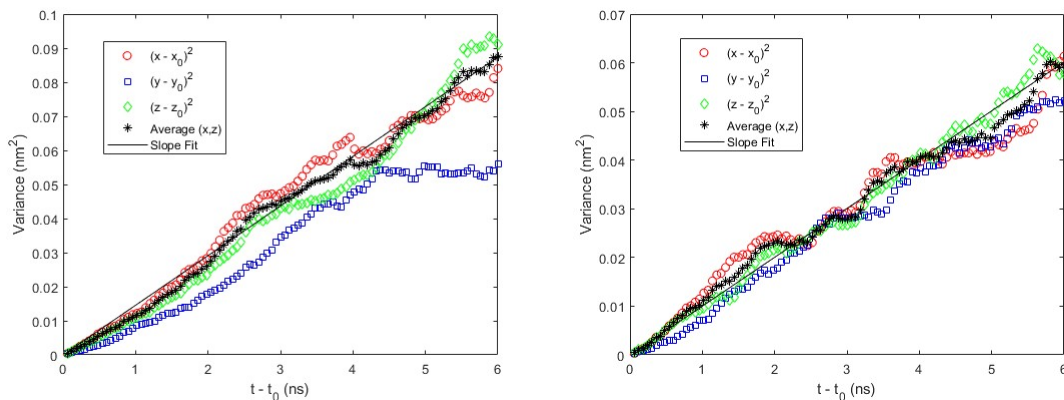 0.1
0.09
0.08
0.07
0.06
0.05
0.04
0.03
0.02
0.01
0
0 1 2 3 4 5 6
Variance (nm²)
t - t₀ (ns)
(x - x₀)²
(y - y₀)²
(z - z₀)²
Average (x,z)
Slope Fit
0.07
0.06
0.05
0.04
0.03
0.02
0.01
0
0 1 2 3 4 5 6
Variance (nm²)
t - t₀ (ns)
(x - x₀)²
(y - y₀)²
(z - z₀)²
Average (x,z)
Slope Fit